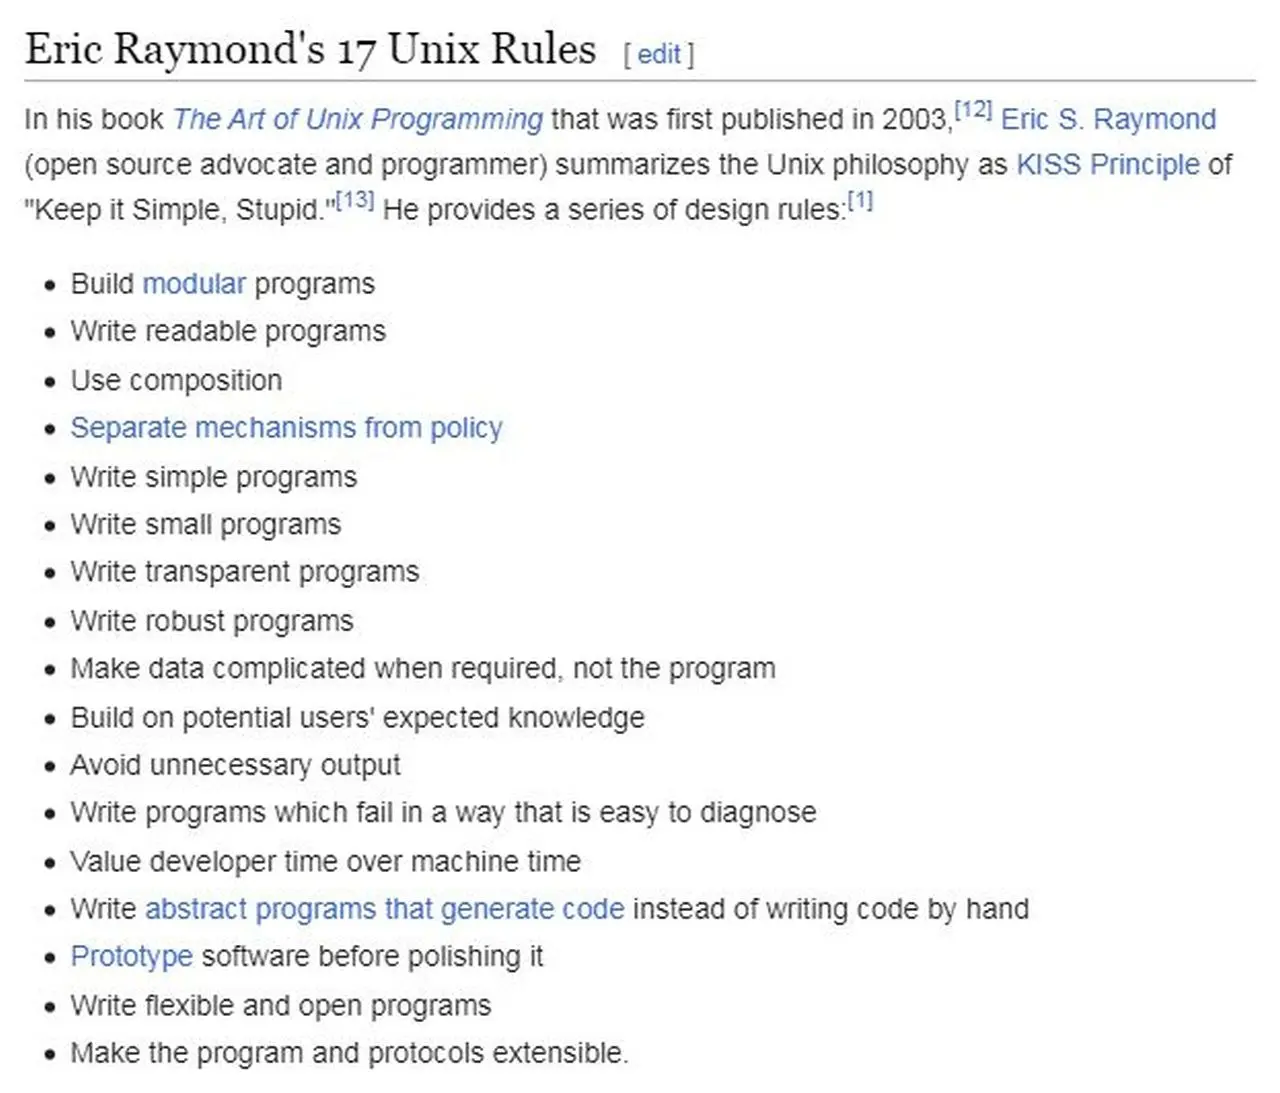 Eric Raymond's 17 Unix Rules [ edit ]
In his book The Art of Unix Programming that was first published in 2003,[12] Eric S. Raymond
(open source advocate and programmer) summarizes the Unix philosophy as KISS Principle of
"Keep it Simple, Stupid."[13] He provides a series of design rules:[1]
• Build modular programs
• Write readable programs
• Use composition
• Separate mechanisms from policy
• Write simple programs
• Write small programs
• Write transparent programs
• Write robust programs
• Make data complicated when required, not the program
• Build on potential users' expected knowledge
• Avoid unnecessary output
• Write programs which fail in a way that is easy to diagnose
• Value developer time over machine time
• Write abstract programs that generate code instead of writing code by hand
• Prototype software before polishing it
• Write flexible and open programs
• Make the program and protocols extensible.